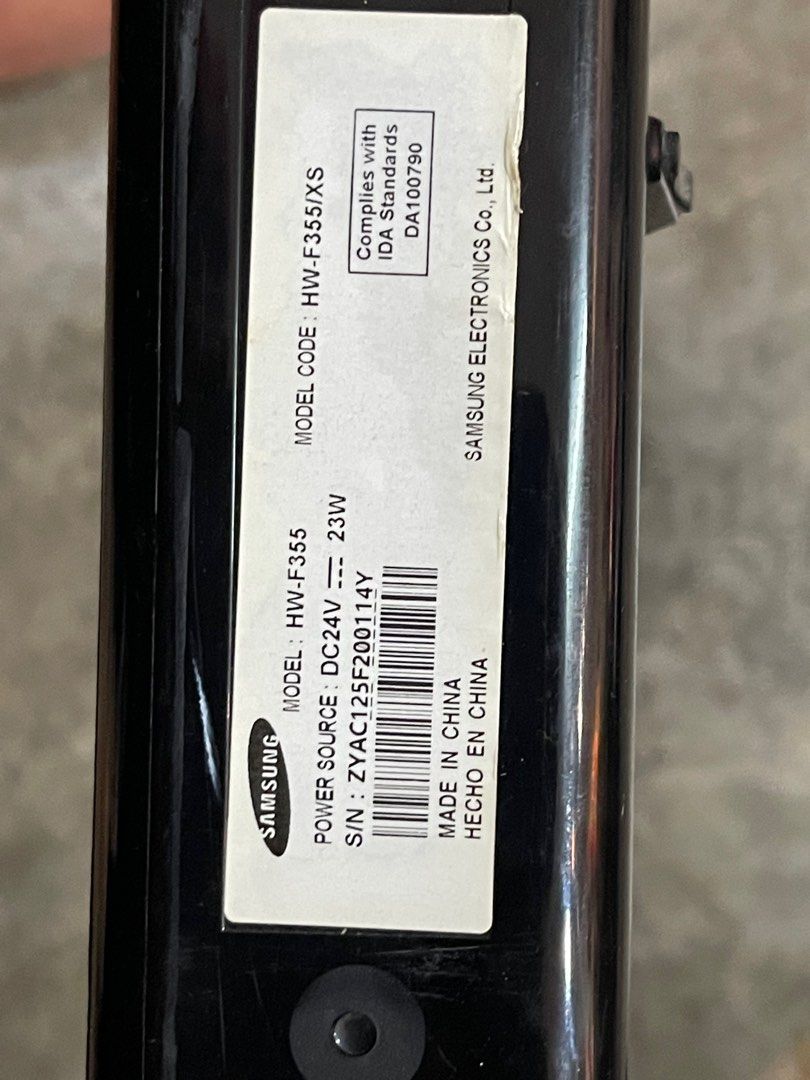 SAMSUNG
MODEL : HW-F355 MODEL CODE : HW-F355/XS
POWER SOURCE : DC24V 23W
S/N : ZYAC125F200114Y
Complies with
IDA Standards
DA100790
MADE IN CHINA
HECHO EN CHINA SAMSUNG ELECTRONICS Co., Ltd.